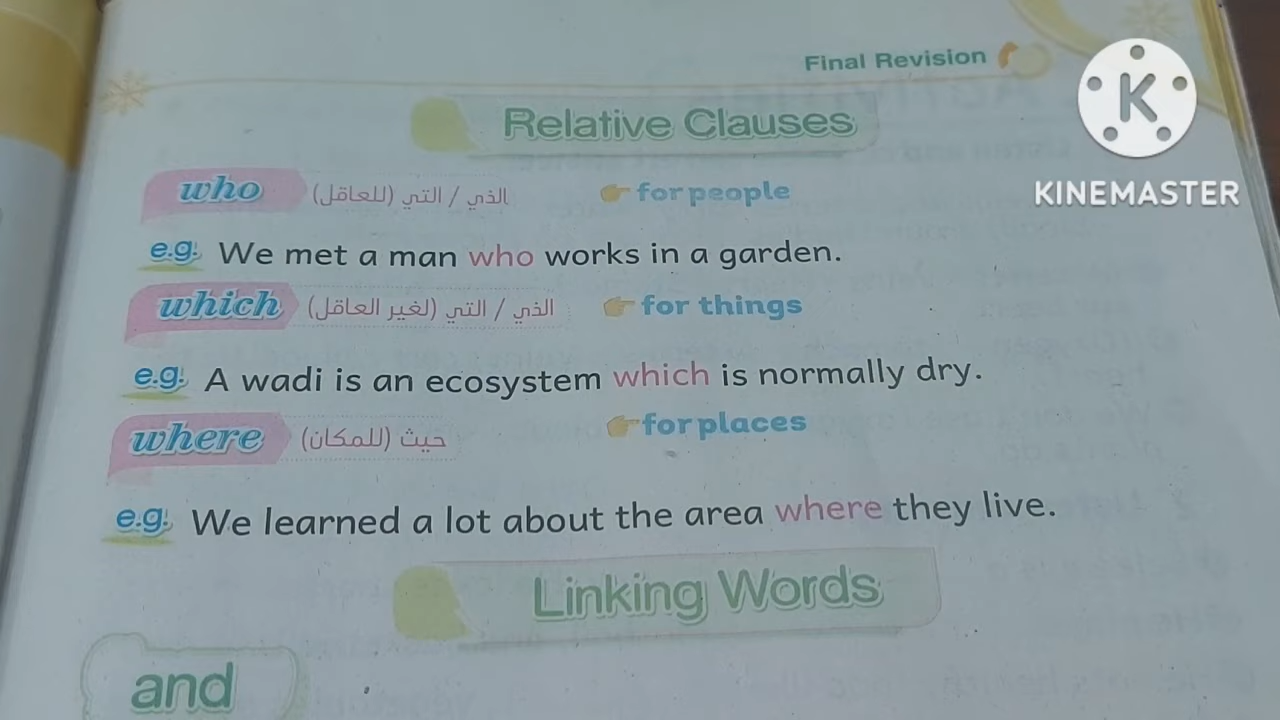 Final Revision
K
KINEMASTER
Relative Clauses
who الذي / التي (للعاقل) for people
e.g. We met a man who works in a garden.
which الذي / التي (لغير العاقل) for things
e.g. A wadi is an ecosystem which is normally dry.
where حيث (للمكان) for places
e.g. We learned a lot about the area where they live.
Linking Words
and